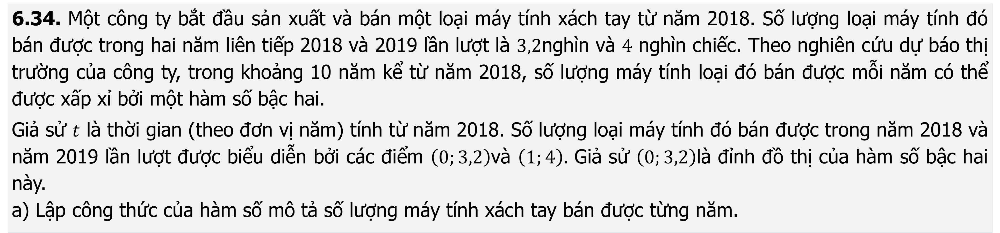 6.34. Một công ty bắt đầu sản xuất và bán một loại máy tính xách tay từ năm 2018. Số lượng loại máy tính đó
bán được trong hai năm liên tiếp 2018 và 2019 lần lượt là 3,2nghìn và 4 nghìn chiếc. Theo nghiên cứu dự báo thị
trường của công ty, trong khoảng 10 năm kể từ năm 2018, số lượng máy tính loại đó bán được mỗi năm có thể
được xấp xỉ bởi một hàm số bậc hai.
Giả sử t là thời gian (theo đơn vị năm) tính từ năm 2018. Số lượng loại máy tính đó bán được trong năm 2018 và
năm 2019 lần lượt được biểu diễn bởi các điểm (0; 3,2)và (1; 4). Giả sử (0; 3,2)là đỉnh đồ thị của hàm số bậc hai
này.
a) Lập công thức của hàm số mô tả số lượng máy tính xách tay bán được từng năm.